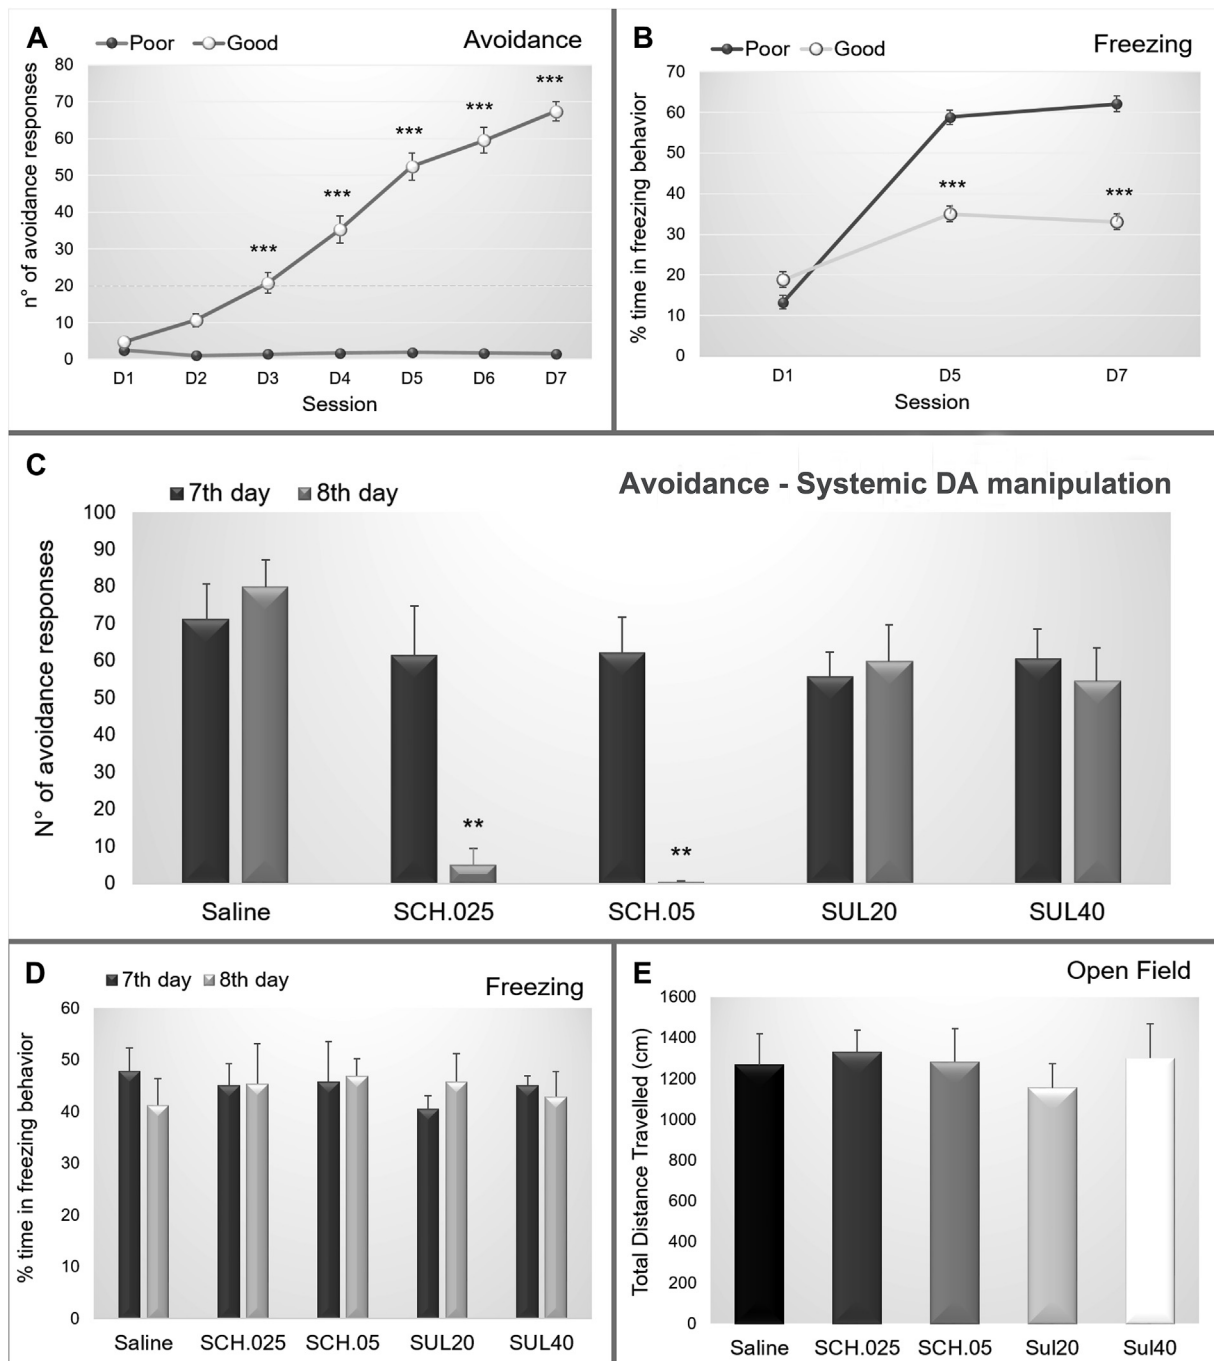 A
Poor Good
Avoidance
n° of avoidance responses
80
70
60
50
40
30
20
10
0
*** *** *** *** ***
D1 D2 D3 D4 D5 D6 D7
Session
B
Poor Good
Freezing
% time in freezing behavior
70
60
50
40
30
20
10
0
*** ***
D1 D5 D7
Session
C
7th day 8th day
Avoidance - Systemic DA manipulation
N° of avoidance responses
100
90
80
70
60
50
40
30
20
10
0
** **
Saline SCH.025 SCH.05 SUL20 SUL40
D
7th day 8th day
Freezing
% time in freezing behavior
60
50
40
30
20
10
0
Saline SCH.025 SCH.05 SUL20 SUL40
E
Open Field
Total Distance Travelled (cm)
1600
1400
1200
1000
800
600
400
200
0
Saline SCH.025 SCH.05 Sul20 Sul40